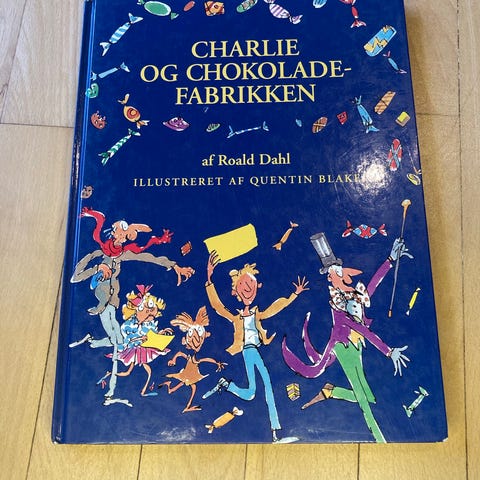 CHARLIE
OG CHOKOLADE-
FABRIKKEN
af Roald Dahl
ILLUSTRERET AF QUENTIN BLAKE